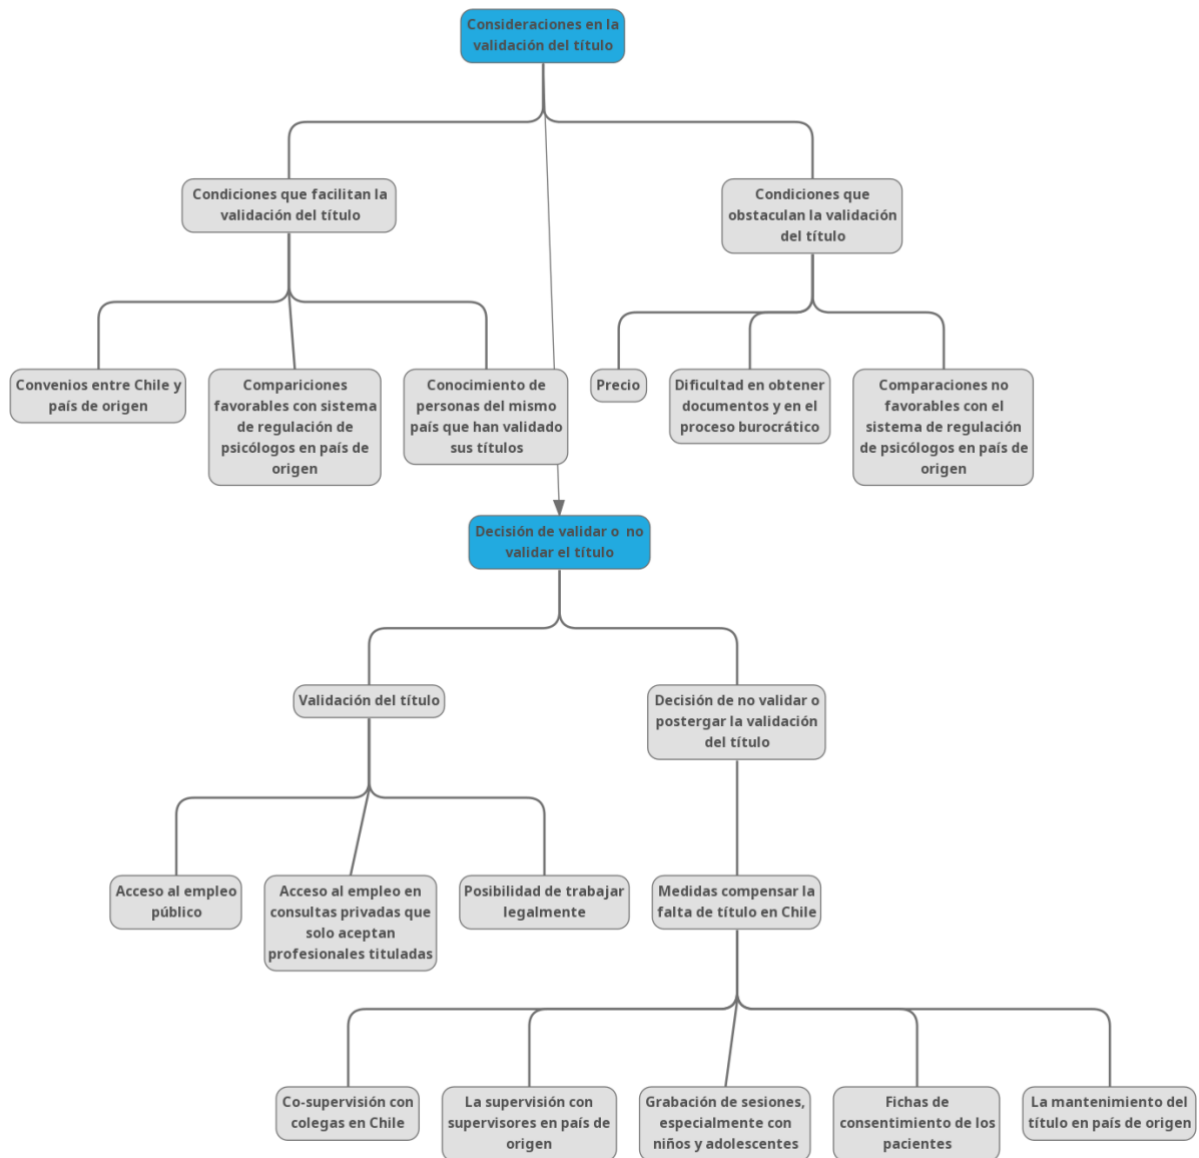 Consideraciones en la
validación del título
Condiciones que facilitan la
validación del título
Condiciones que
obstaculan la validación
del título
Convenios entre Chile y
país de origen
Compariciones
favorables con sistema
de regulación de
psicólogos en país de
origen
Conocimiento de
personas del mismo
país que han validado
sus títulos
Precio
Dificultad en obtener
documentos y en el
proceso burocrático
Comparaciones no
favorables con el
sistema de regulación
de psicólogos en país de
origen
Decisión de validar o no
validar el título
Validación del título
Decisión de no validar o
postergar la validación
del título
Acceso al empleo
público
Acceso al empleo en
consultas privadas que
solo aceptan
profesionales tituladas
Posibilidad de trabajar
legalmente
Medidas compensar la
falta de título en Chile
Co-supervisión con
colegas en Chile
La supervisión con
supervisores en país de
origen
Grabación de sesiones,
especialmente con
niños y adolescentes
Fichas de
consentimiento de los
pacientes
La mantenimiento del
título en país de origen